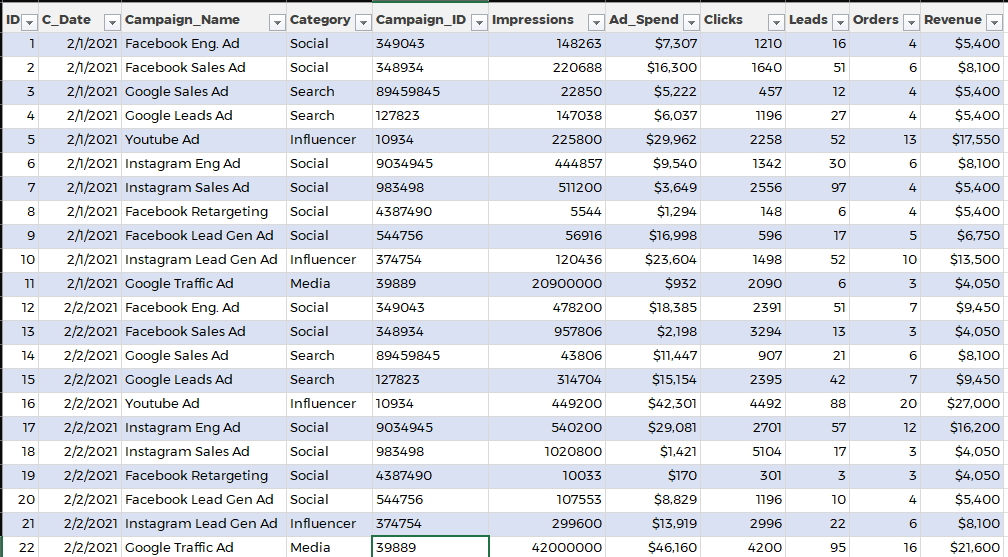 ID C_Date Campaign_Name Category Campaign_ID Impressions Ad_Spend Clicks Leads Orders Revenue
1 2/1/2021 Facebook Eng. Ad Social 349043 148263 $7,307 1210 16 4 $5,400
2 2/1/2021 Facebook Sales Ad Social 348934 220688 $16,300 1640 51 6 $8,100
3 2/1/2021 Google Sales Ad Search 89459845 22850 $5,222 457 12 4 $5,400
4 2/1/2021 Google Leads Ad Search 127823 147038 $6,037 1196 27 4 $5,400
5 2/1/2021 Youtube Ad Influencer 10934 225800 $29,962 2258 52 13 $17,550
6 2/1/2021 Instagram Eng Ad Social 9034945 444857 $9,540 1342 30 6 $8,100
7 2/1/2021 Instagram Sales Ad Social 983498 511200 $3,649 2556 97 4 $5,400
8 2/1/2021 Facebook Retargeting Social 4387490 5544 $1,294 148 6 4 $5,400
9 2/1/2021 Facebook Lead Gen Ad Social 544756 56916 $16,998 596 17 5 $6,750
10 2/1/2021 Instagram Lead Gen Ad Influencer 374754 120436 $23,604 1498 52 10 $13,500
11 2/1/2021 Google Traffic Ad Media 39889 20900000 $932 2090 6 3 $4,050
12 2/2/2021 Facebook Eng. Ad Social 349043 478200 $18,385 2391 51 7 $9,450
13 2/2/2021 Facebook Sales Ad Social 348934 957806 $2,198 3294 13 3 $4,050
14 2/2/2021 Google Sales Ad Search 89459845 43806 $11,447 907 21 6 $8,100
15 2/2/2021 Google Leads Ad Search 127823 314704 $15,154 2395 42 7 $9,450
16 2/2/2021 Youtube Ad Influencer 10934 449200 $42,301 4492 88 20 $27,000
17 2/2/2021 Instagram Eng Ad Social 9034945 540200 $29,081 2701 57 12 $16,200
18 2/2/2021 Instagram Sales Ad Social 983498 1020800 $1,421 5104 17 3 $4,050
19 2/2/2021 Facebook Retargeting Social 4387490 10033 $170 301 3 3 $4,050
20 2/2/2021 Facebook Lead Gen Ad Social 544756 107553 $8,829 1196 10 4 $5,400
21 2/2/2021 Instagram Lead Gen Ad Influencer 374754 299600 $13,919 2996 22 6 $8,100
22 2/2/2021 Google Traffic Ad Media 39889 42000000 $46,160 4200 95 16 $21,600